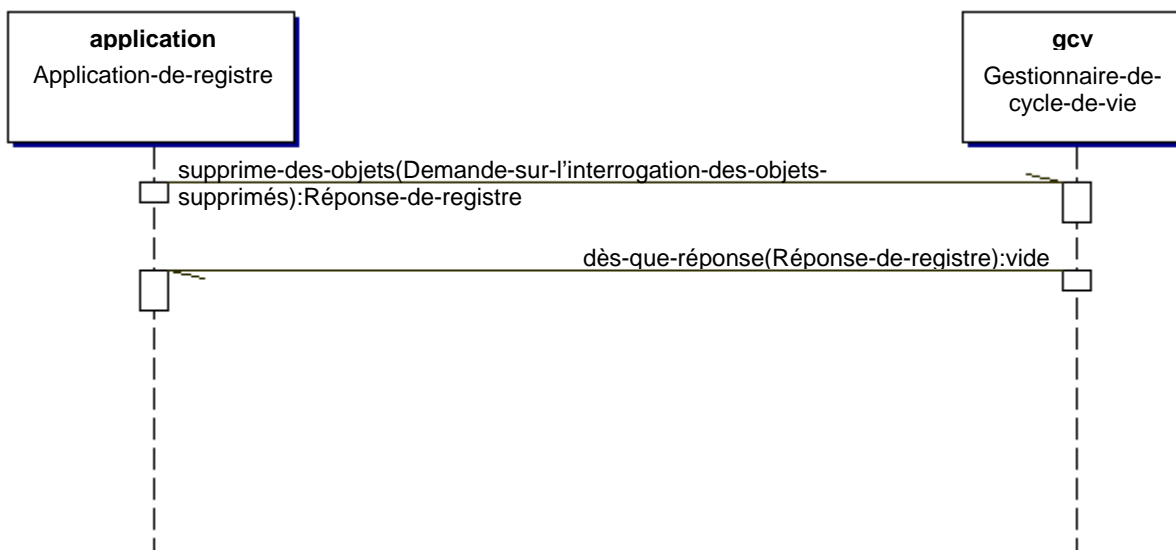 application
Application-de-registre
gcv
Gestionnaire-de-
cycle-de-vie
supprime-des-objets(Demande-sur-l’interrogation-des-objets-
supprimés):Réponse-de-registre
dès-que-réponse(Réponse-de-registre):vide